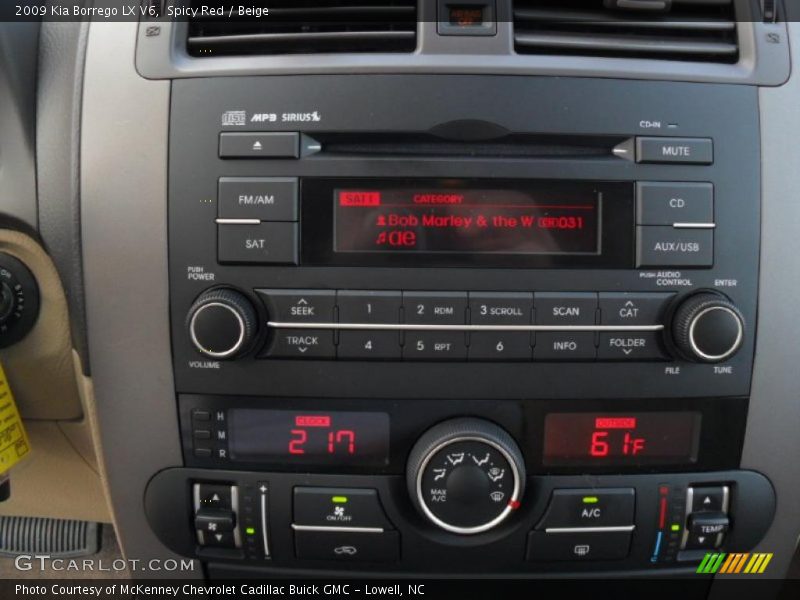 2009 Kia Borrego LX V6, Spicy Red / Beige
MP3 SIRIUS
CD-IN
MUTE
FM/AM
SAT
SAT1 CATEGORY
Bob Marley & the W CH 031
ae
CD
AUX/USB
PUSH POWER
PUSH AUDIO CONTROL ENTER
SEEK 1 2 RDM 3 SCROLL SCAN CAT
TRACK 4 5 RPT 6 INFO FOLDER
VOLUME
FILE TUNE
H
M
R
CLOCK
2 17
OUTSIDE
61F
MAX A/C
ON/OFF
A/C
TEMP
GTCARLOT.COM
Photo Courtesy of McKenney Chevrolet Cadillac Buick GMC - Lowell, NC